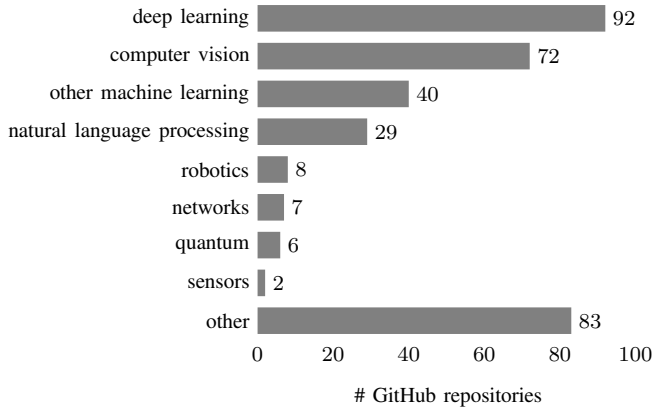 deep learning 92
computer vision 72
other machine learning 40
natural language processing 29
robotics 8
networks 7
quantum 6
sensors 2
other 83
0 20 40 60 80 100
# GitHub repositories